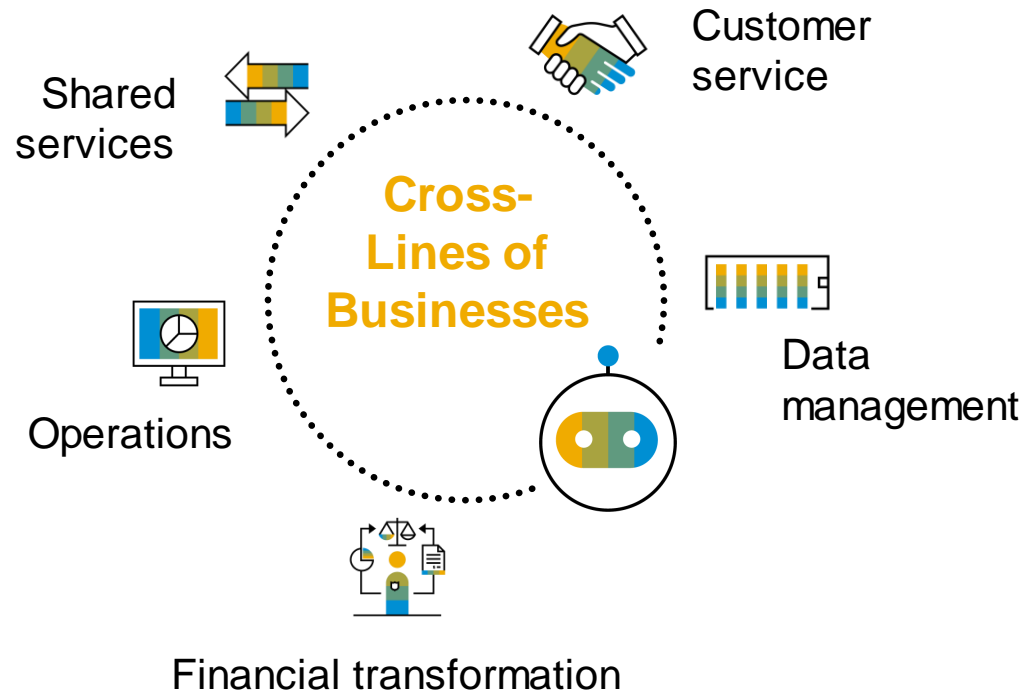 Customer
service
Shared
services
Cross-
Lines of
Businesses
Data
management
Operations
Financial transformation